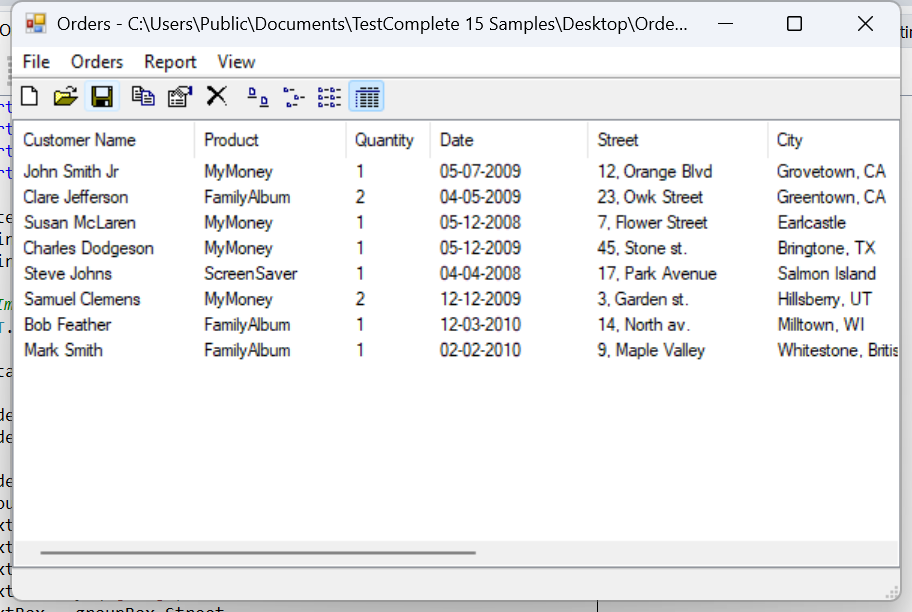 Orders - C:\Users\Public\Documents\TestComplete 15 Samples\Desktop\Orde...
File Orders Report View
Customer Name Product Quantity Date Street City
John Smith Jr MyMoney 1 05-07-2009 12, Orange Blvd Grovetown, CA
Clare Jefferson FamilyAlbum 2 04-05-2009 23, Owk Street Greentown, CA
Susan McLaren MyMoney 1 05-12-2008 7, Flower Street Earlcastle
Charles Dodgeson MyMoney 1 05-12-2009 45, Stone st. Bringtone, TX
Steve Johns ScreenSaver 1 04-04-2008 17, Park Avenue Salmon Island
Samuel Clemens MyMoney 2 12-12-2009 3, Garden st. Hillsberry, UT
Bob Feather FamilyAlbum 1 12-03-2010 14, North av. Milltown, WI
Mark Smith FamilyAlbum 1 02-02-2010 9, Maple Valley Whitestone, Britis